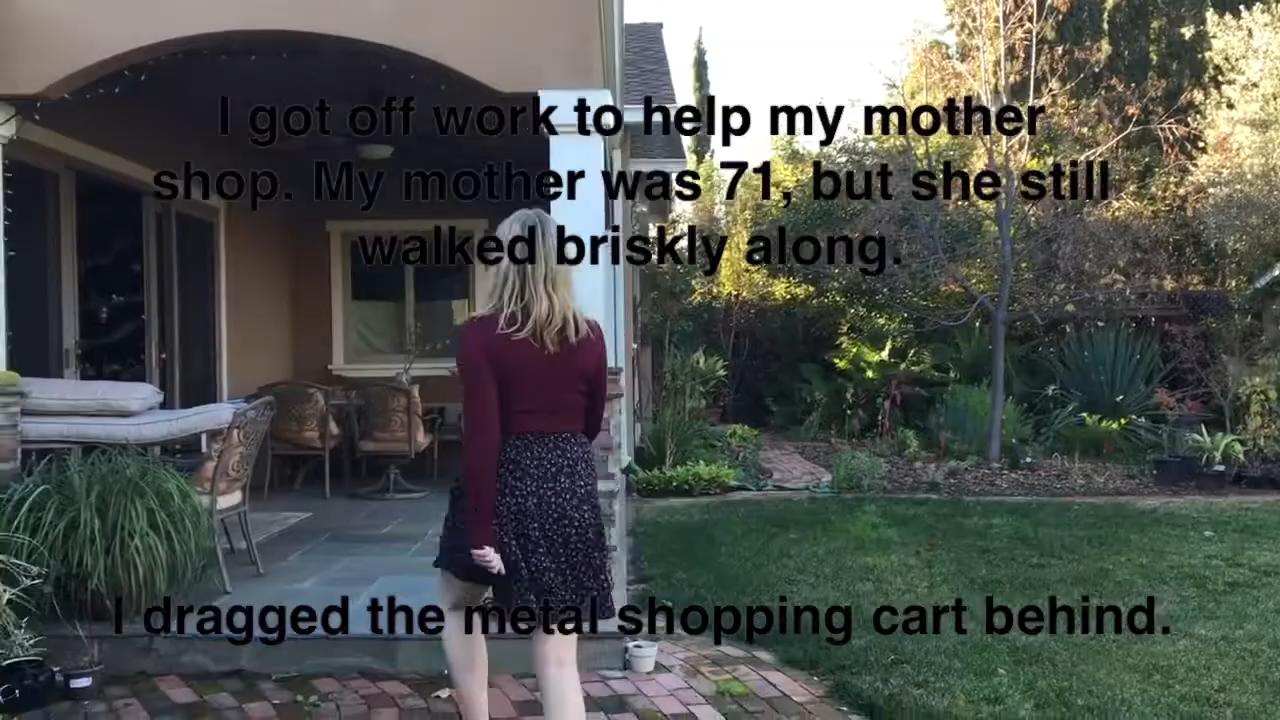 I got off work to help my mother
shop. My mother was 71, but she still
walked briskly along.
I dragged the metal shopping cart behind.